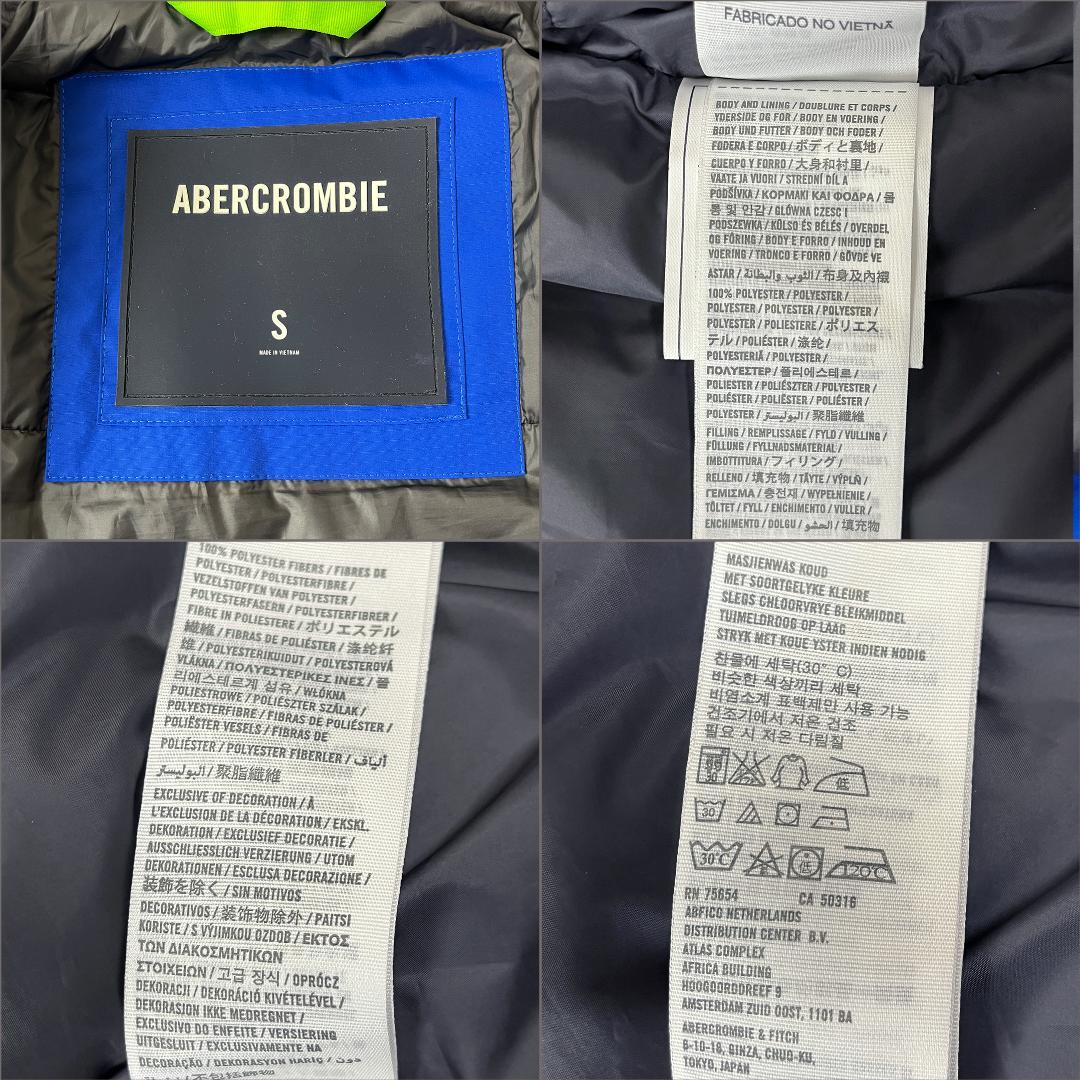 ABERCROMBIE
S
MADE IN VIETNAM
FABRICADO NO VIETNÃ
BODY AND LINING / DOUBLURE ET CORPS /
YDERSIDE OG FOR / BODY EN VOERING /
BODY UND FUTTER / BODY OCH FODER /
FODERA E CORPO / ボディと裏地 /
CUERPO Y FORRO / 大身和衬里 /
VAATE JA VUORI / STREDNÍ DÍL A
PODŠÍVKA / ΚΟΡΜΑΚΙ ΚΑΙ ΦΟΔΡΑ / 몸
통 및 안감 / GLÓWNA CZESC I
PODSZEWKA / KÜLSO ÉS BÉLÉS / OVERDEL
OG FÔRING / BODY E FORRO / INHOUD EN
VOERING / TRONCO E FORRO / GÖVDE VE
ASTAR / الثوب والبطانة / 布身及內襯
100% POLYESTER / POLYESTER /
POLYESTER / POLYESTER / POLYESTER /
POLYESTER / POLIESTERE / ポリエス
テル / POLIÉSTER / 涤纶 /
POLYESTERIÄ / POLYESTER /
ΠΟΛΥΕΣΤΕΡ / 폴리에스테르 /
POLIESTER / POLIÉSZTER / POLYESTER /
POLIÉSTER / POLIËSTER / POLIÉSTER /
POLYESTER / البوليستر / 聚脂纖維
FILLING / REMPLISSAGE / FYLD / VULLING /
FÜLLUNG / FYLLNADSMATERIAL /
IMBOTTITURA / フィリング /
RELLENO / 填充物 / TÄYTE / VÝPLŇ /
ΓΕΜΙΣΜΑ / 충전재 / WYPEŁNIENIE /
TÖLTET / FYLL / ENCHIMENTO / VULLER /
ENCHIMENTO / DOLGU / الحشو / 填充物
100% POLYESTER FIBERS / FIBRES DE
POLYESTER / POLYESTERFIBRE /
VEZELSTOFFEN VAN POLYESTER /
POLYESTERFASERN / POLYESTERFIBRER /
FIBRE IN POLIESTERE / ポリエステル
繊維 / FIBRAS DE POLIÉSTER / 涤纶纤
维 / POLYESTERIKUIDUT / POLYESTEROVÁ
VLÁKNA / ΠΟΛΥΕΣΤΕΡΙΚΕΣ ΙΝΕΣ / 폴
리에스테르게 섬유 / WŁÓKNA
POLIESTROWE / POLIÉSZTER SZÁLAK /
POLYESTERFIBRE / FIBRAS DE POLIÉSTER /
POLIËSTER VESELS / FIBRAS DE
POLIÉSTER / POLYESTER FIBERLER / ألياف
البوليستر / 聚脂纖維
EXCLUSIVE OF DECORATION / À
L'EXCLUSION DE LA DÉCORATION / EKSKL.
DEKORATION / EXCLUSIEF DECORATIE /
AUSSCHLIESSLICH VERZIERUNG / UTOM
DEKORATIONEN / ESCLUSA DECORAZIONE /
装飾を除く / SIN MOTIVOS
DECORATIVOS / 装饰物除外 / PAITSI
KORISTE / S VÝJIMKOU OZDOB / ΕΚΤΟΣ
ΤΩΝ ΔΙΑΚΟΣΜΗΤΙΚΩΝ
ΣΤΟΙΧΕΙΩΝ / 고급 장식 / OPRÓCZ
DEKORACJI / DEKORÁCIÓ KIVÉTELÉVEL /
DEKORASJON IKKE MEDREGNET /
EXCLUSIVO DO ENFEITE / VERSIERING
UITGESLUIT / EXCLUSIVAMENTE NA
DECORAÇÃO / DEKORASYON HARİÇ / دون
MASJIENWAS KOUD
MET SOORTGELYKE KLEURE
SLEGS CHLOORVRYE BLEIKMIDDEL
TUIMELDROOG OP LAAG
STRYK MET KOUE YSTER INDIEN NODIG
찬물에 세탁(30° C)
비슷한 색상끼리 세탁
비염소계 표백제만 사용 가능
건조기에서 저온 건조
필요 시 저온 다림질
低
30
30℃ 低 120℃
RN 75654 CA 50316
ABFICO NETHERLANDS
DISTRIBUTION CENTER B.V.
ATLAS COMPLEX
AFRICA BUILDING
HOOGOORDDREEF 9
AMSTERDAM ZUID OOST, 1101 BA
ABERCROMBIE & FITCH
6-10-16, GINZA, CHUO-KU,
TOKYO, JAPAN